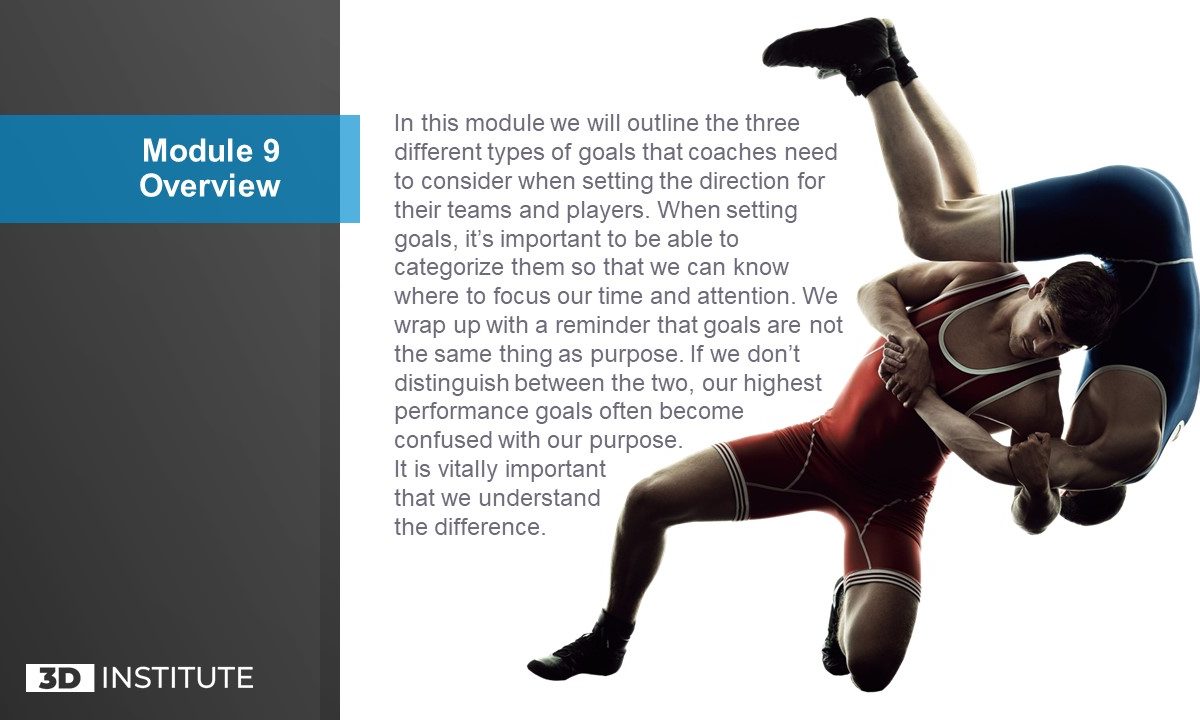 Module 9
Overview
In this module we will outline the three
different types of goals that coaches need
to consider when setting the direction for
their teams and players. When setting
goals, it’s important to be able to
categorize them so that we can know
where to focus our time and attention. We
wrap up with a reminder that goals are not
the same thing as purpose. If we don’t
distinguish between the two, our highest
performance goals often become
confused with our purpose.
It is vitally important
that we understand
the difference.
3D INSTITUTE